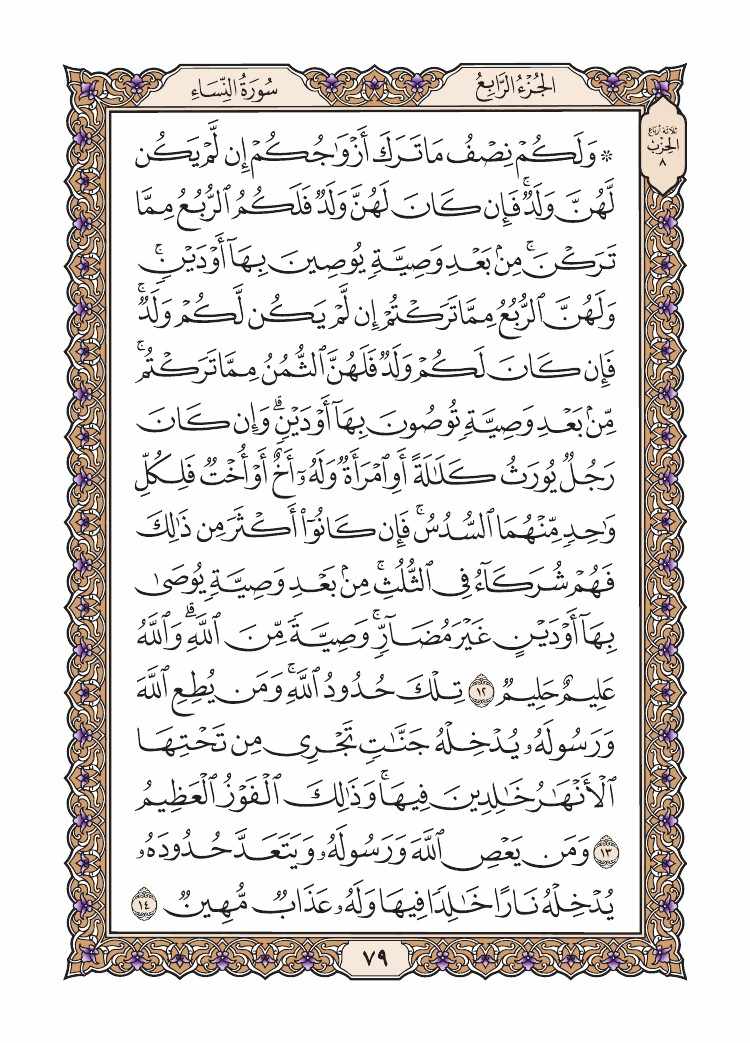 الجُزْءُ الرَّابِعُ
سُورَةُ النِّسَاءِ
ثلاثة أرباع
الحِزْب
٨
۞ وَلَكُمْ نِصْفُ مَا تَرَكَ أَزْوَٰجُكُمْ إِن لَّمْ يَكُن
لَّهُنَّ وَلَدٌۚ فَإِن كَانَ لَهُنَّ وَلَدٌ فَلَكُمُ ٱلرُّبُعُ مِمَّا
تَرَكْنَۚ مِنۢ بَعْدِ وَصِيَّةٍ يُوصِينَ بِهَآ أَوْ دَيْنٍۚ
وَلَهُنَّ ٱلرُّبُعُ مِمَّا تَرَكْتُمْ إِن لَّمْ يَكُن لَّكُمْ وَلَدٌۚ
فَإِن كَانَ لَكُمْ وَلَدٌ فَلَهُنَّ ٱلثُّمُنُ مِمَّا تَرَكْتُمۚ
مِّنۢ بَعْدِ وَصِيَّةٍ تُوصُونَ بِهَآ أَوْ دَيْنٍۗ وَإِن كَانَ
رَجُلٌ يُورَثُ كَلَٰلَةً أَوِ ٱمْرَأَةٌ وَلَهُۥٓ أَخٌ أَوْ أُخْتٌ فَلِكُلِّ
وَٰحِدٍ مِّنْهُمَا ٱلسُّدُسُۚ فَإِن كَانُوٓا۟ أَكْثَرَ مِن ذَٰلِكَ
فَهُمْ شُرَكَآءُ فِى ٱلثُّلُثِۚ مِنۢ بَعْدِ وَصِيَّةٍ يُوصَىٰ
بِهَآ أَوْ دَيْنٍ غَيْرَ مُضَآرٍّۚ وَصِيَّةً مِّنَ ٱللَّهِۗ وَٱللَّهُ
عَلِيمٌ حَلِيمٌ ١٢ تِلْكَ حُدُودُ ٱللَّهِۚ وَمَن يُطِعِ ٱللَّهَ
وَرَسُولَهُۥ يُدْخِلْهُ جَنَّٰتٍ تَجْرِى مِن تَحْتِهَا
ٱلْأَنْهَٰرُ خَٰلِدِينَ فِيهَاۚ وَذَٰلِكَ ٱلْفَوْزُ ٱلْعَظِيمُ
١٣ وَمَن يَعْصِ ٱللَّهَ وَرَسُولَهُۥ وَيَتَعَدَّ حُدُودَهُۥ
يُدْخِلْهُ نَارًا خَٰلِدًا فِيهَا وَلَهُۥ عَذَابٌ مُّهِينٌ ١٤
٧٩